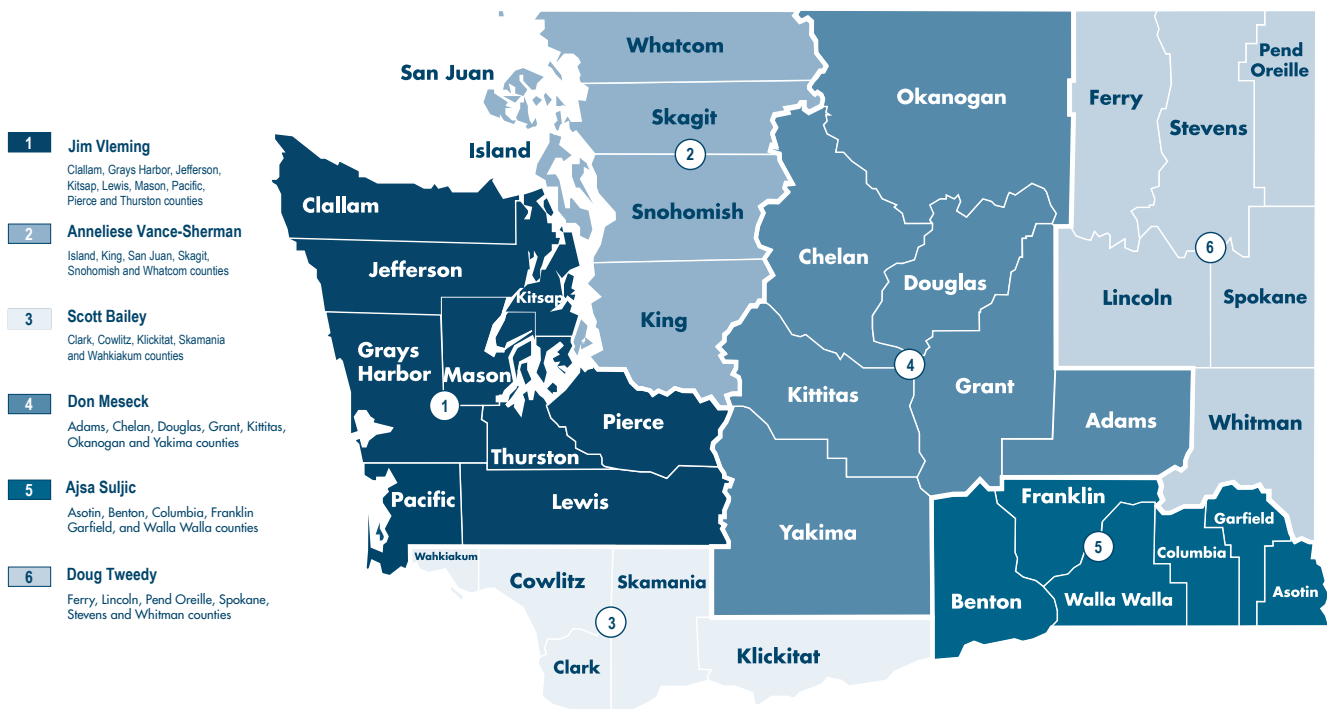 1
Jim Vleming
Clallam, Grays Harbor, Jefferson,
Kitsap, Lewis, Mason, Pacific,
Pierce and Thurston counties
2
Anneliese Vance-Sherman
Island, King, San Juan, Skagit,
Snohomish and Whatcom counties
3
Scott Bailey
Clark, Cowlitz, Klickitat, Skamania
and Wahkiakum counties
4
Don Meseck
Adams, Chelan, Douglas, Grant, Kittitas,
Okanogan and Yakima counties
5
Ajsa Suljic
Asotin, Benton, Columbia, Franklin
Garfield, and Walla Walla counties
6
Doug Tweedy
Ferry, Lincoln, Pend Oreille, Spokane,
Stevens and Whitman counties
Whatcom
San Juan
Skagit
Island
2
Snohomish
King
Clallam
Jefferson
Kitsap
Grays
Harbor
Mason
1
Pierce
Thurston
Pacific
Lewis
Wahkiakum
Cowlitz
Skamania
3
Clark
Klickitat
Okanogan
Chelan
Douglas
4
Kittitas
Grant
Adams
Yakima
Ferry
Stevens
Pend
Oreille
6
Lincoln
Spokane
Whitman
Franklin
5
Benton
Walla Walla
Columbia
Garfield
Asotin